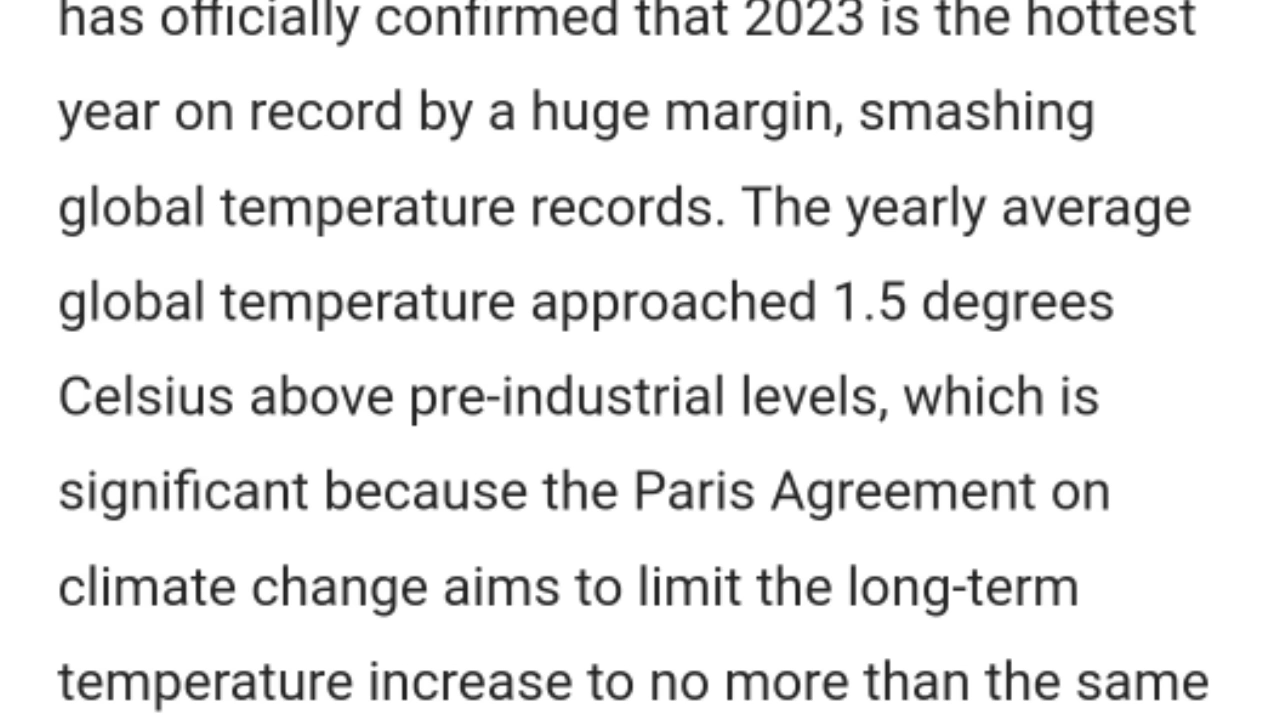 has officially confirmed that 2023 is the hottest
year on record by a huge margin, smashing
global temperature records. The yearly average
global temperature approached 1.5 degrees
Celsius above pre-industrial levels, which is
significant because the Paris Agreement on
climate change aims to limit the long-term
temperature increase to no more than the same